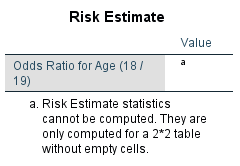 Risk Estimate
Value
Odds Ratio for Age (18 / a
19)
a. Risk Estimate statistics
cannot be computed. They are
only computed for a 2*2 table
without empty cells.